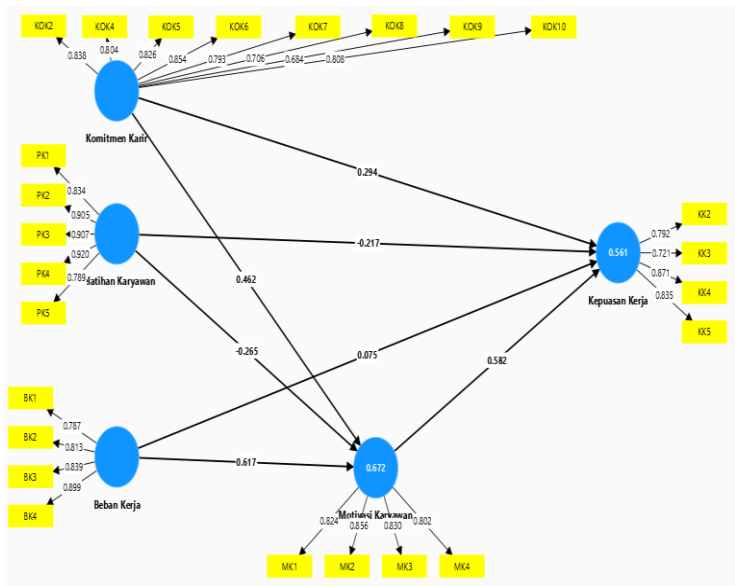 KOK2 KOK4 KOK5 KOK6 KOK7 KOK8 KOK9 KOK10
0.838 0.804 0.826 0.854 0.793 0.706 0.684 0.808
Komitmen Karir
PK1
PK2
PK3
PK4
PK5
0.834
0.905
0.907
0.920
0.789
Karyawan
0.294
-0.217
0.462
-0.265
0.075
0.582
0.617
0.561
Kepuasan Kerja
KK2
KK3
KK4
KK5
0.792
0.721
0.871
0.835
BK1
BK2
BK3
BK4
0.787
0.813
0.839
0.899
Beban Kerja
0.672
Motivasi Karyawan
0.824 0.856 0.830 0.802
MK1 MK2 MK3 MK4